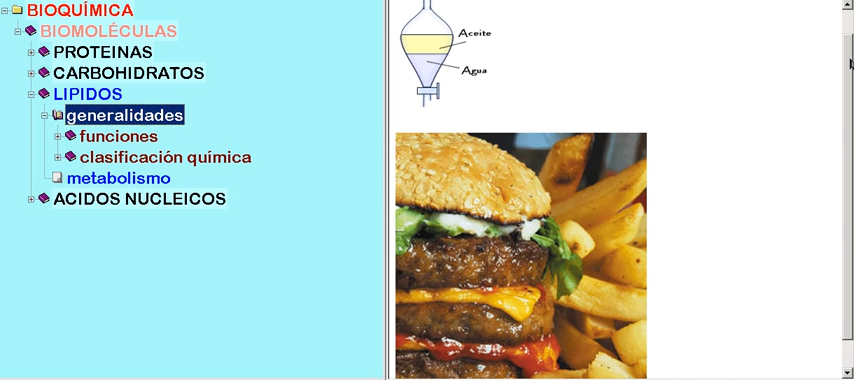 BIOQUÍMICA
BIOMOLÉCULAS
PROTEINAS
CARBOHIDRATOS
LIPIDOS
generalidades
funciones
clasificación química
metabolismo
ACIDOS NUCLEICOS
Aceite
Agua